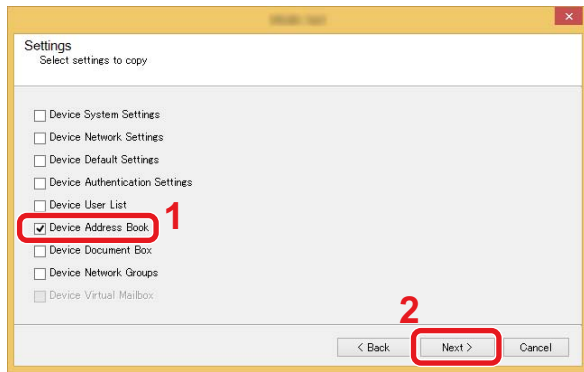 Settings
Select settings to copy
Device System Settings
Device Network Settings
Device Default Settings
Device Authentication Settings
Device User List
1
Device Address Book
Device Document Box
Device Network Groups
Device Virtual Mailbox
2
< Back Next > Cancel